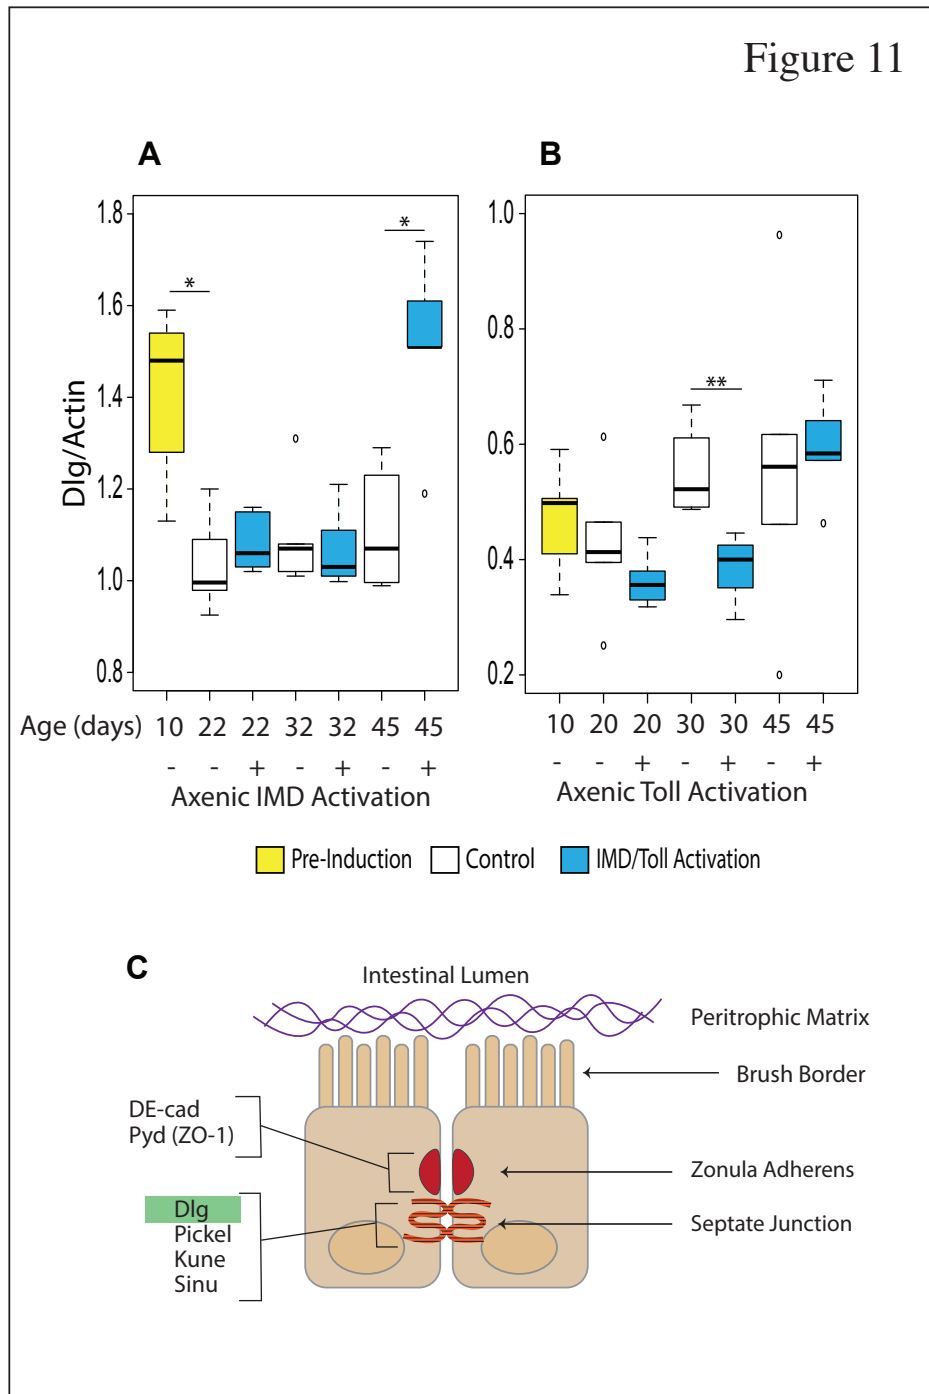 Figure 11
A
B
1.8
1.6
1.4
1.2
1.0
0.8
Dlg/Actin
*
*
1.0
0.8
0.6
0.4
0.2
**
Age (days) 10 22 22 32 32 45 45
- - + - + - +
Axenic IMD Activation
10 20 20 30 30 45 45
- - + - + - +
Axenic Toll Activation
Pre-Induction Control IMD/Toll Activation
C
Intestinal Lumen
Peritrophic Matrix
Brush Border
DE-cad
Pyd (ZO-1)
Zonula Adherens
Dlg
Pickel
Kune
Sinu
Septate Junction